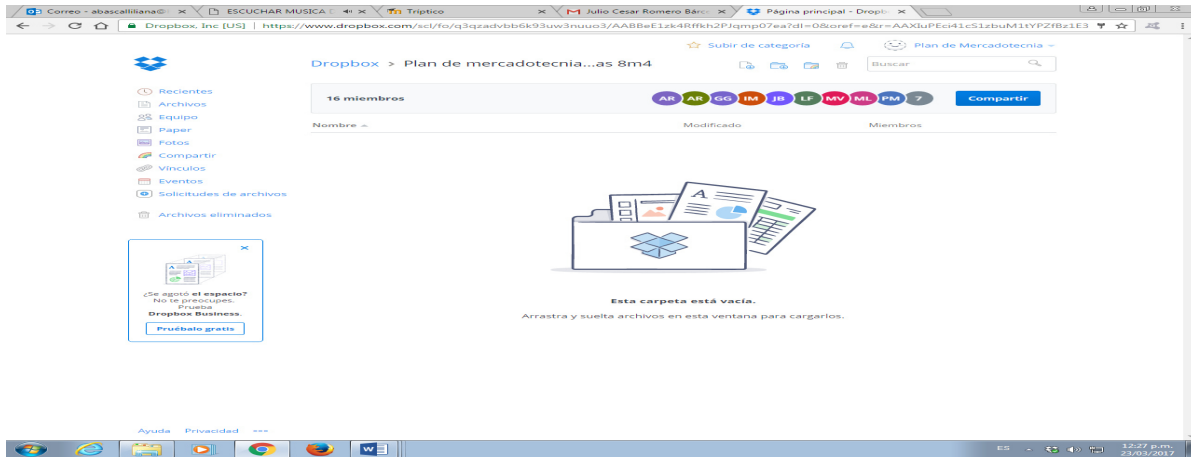 Correo - abascalliliana@ ESCUCHAR MUSICA Tríptico Julio Cesar Romero Bárc Página principal - Dropb
Dropbox, Inc [US] https://www.dropbox.com/scl/fo/q3qzadvbb6k93uw3nuuo3/AABBeE1zk4Rffkh2PJqmp07ea?dl=0&oref=e&r=AAXIuPEci41cS1zbuM1tYPZfBz1E3
Subir de categoría Plan de Mercadotecnia
Dropbox > Plan de mercadotecnia...as 8m4 Buscar
Recientes
Archivos
Equipo
Paper
Fotos
Compartir
Vínculos
Eventos
Solicitudes de archivos
Archivos eliminados
16 miembros AR AR GG IM JB LF MV ML PM 7 Compartir
Nombre Modificado Miembros
A
Esta carpeta está vacía.
Arrastra y suelta archivos en esta ventana para cargarlos.
¿Se agotó el espacio?
No te preocupes.
Prueba
Dropbox Business.
Pruébalo gratis
Ayuda Privacidad •••
ES 12:27 p.m.
23/03/2017